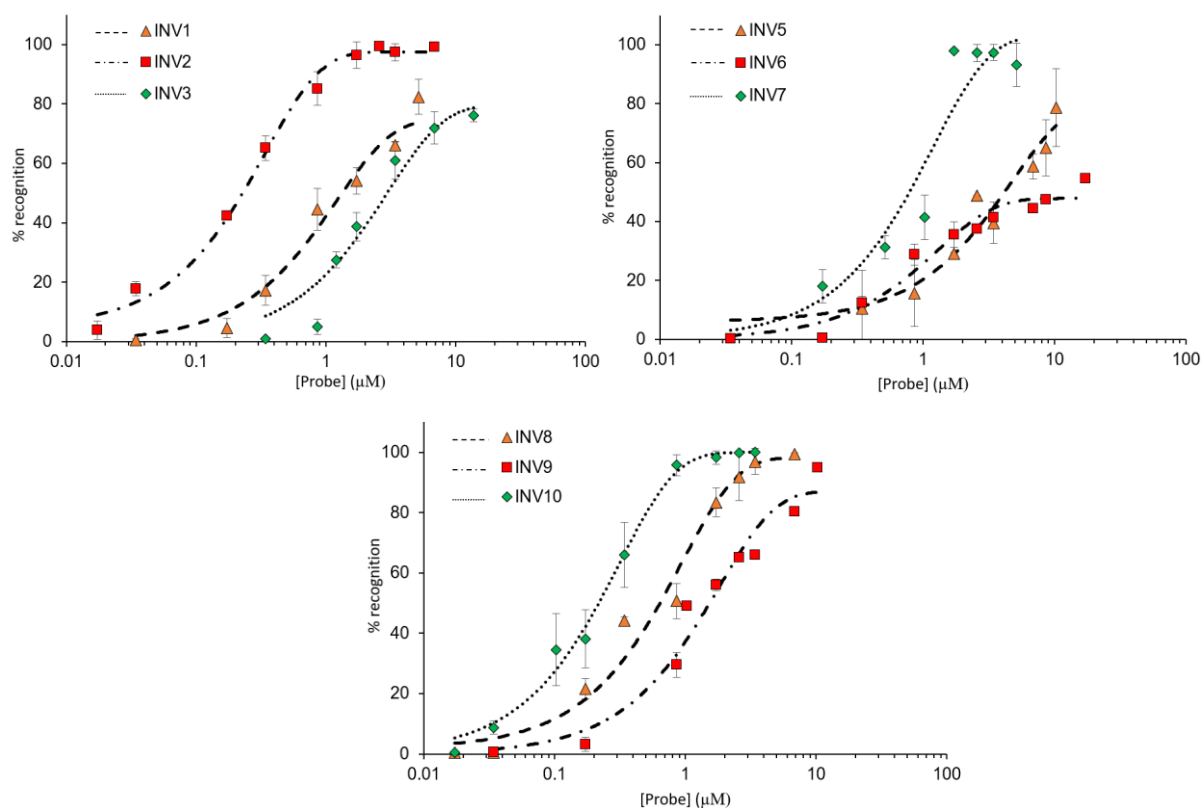 INV1
INV2
INV3
100
80
60
40
20
0
% recognition
0.01 0.1 1 10 100
[Probe] (μM)
INV5
INV6
INV7
100
80
60
40
20
0
% recognition
0.01 0.1 1 10 100
[Probe] (μM)
INV8
INV9
INV10
100
80
60
40
20
0
% recognition
0.01 0.1 1 10 100
[Probe] (μM)